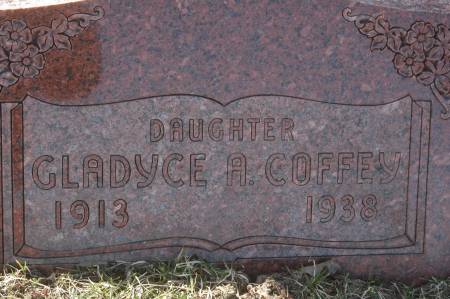 DAUGHTER
GLADYCE A. COFFEY
1913 1938